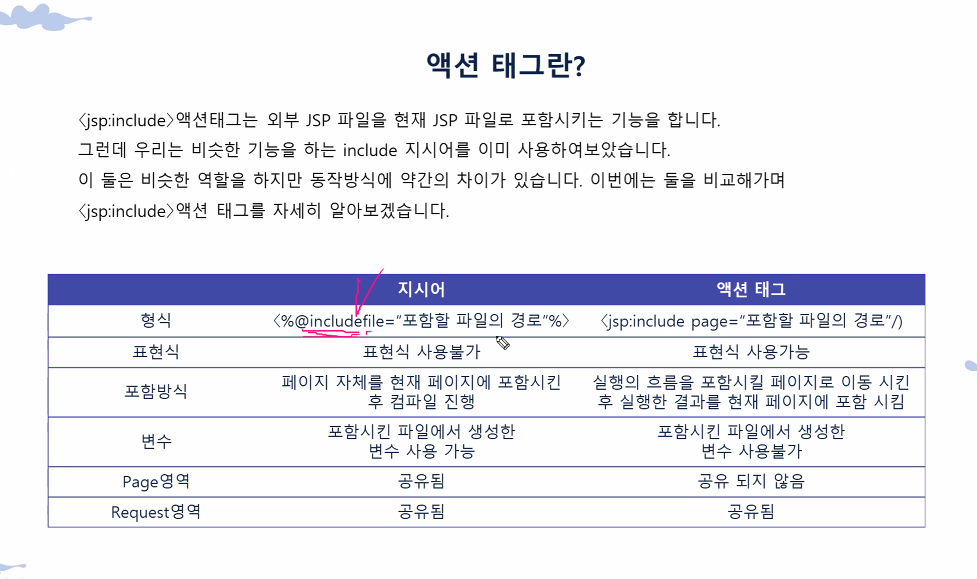 액션 태그란?
〈jsp:include〉액션태그는 외부 JSP 파일을 현재 JSP 파일로 포함시키는 기능을 합니다.
그런데 우리는 비슷한 기능을 하는 include 지시어를 이미 사용하여보았습니다.
이 둘은 비슷한 역할을 하지만 동작방식에 약간의 차이가 있습니다. 이번에는 둘을 비교해가며
〈jsp:include〉액션 태그를 자세히 알아보겠습니다.
지시어 액션 태그
형식 〈%@includefile=“포함할 파일의 경로”%〉 〈jsp:include page=“포함할 파일의 경로”/)
표현식 표현식 사용불가 표현식 사용가능
포함방식 페이지 자체를 현재 페이지에 포함시킨 실행의 흐름을 포함시킬 페이지로 이동 시킨
후 컴파일 진행 후 실행한 결과를 현재 페이지에 포함 시킴
변수 포함시킨 파일에서 생성한 포함시킨 파일에서 생성한
변수 사용 가능 변수 사용불가
Page영역 공유됨 공유 되지 않음
Request영역 공유됨 공유됨